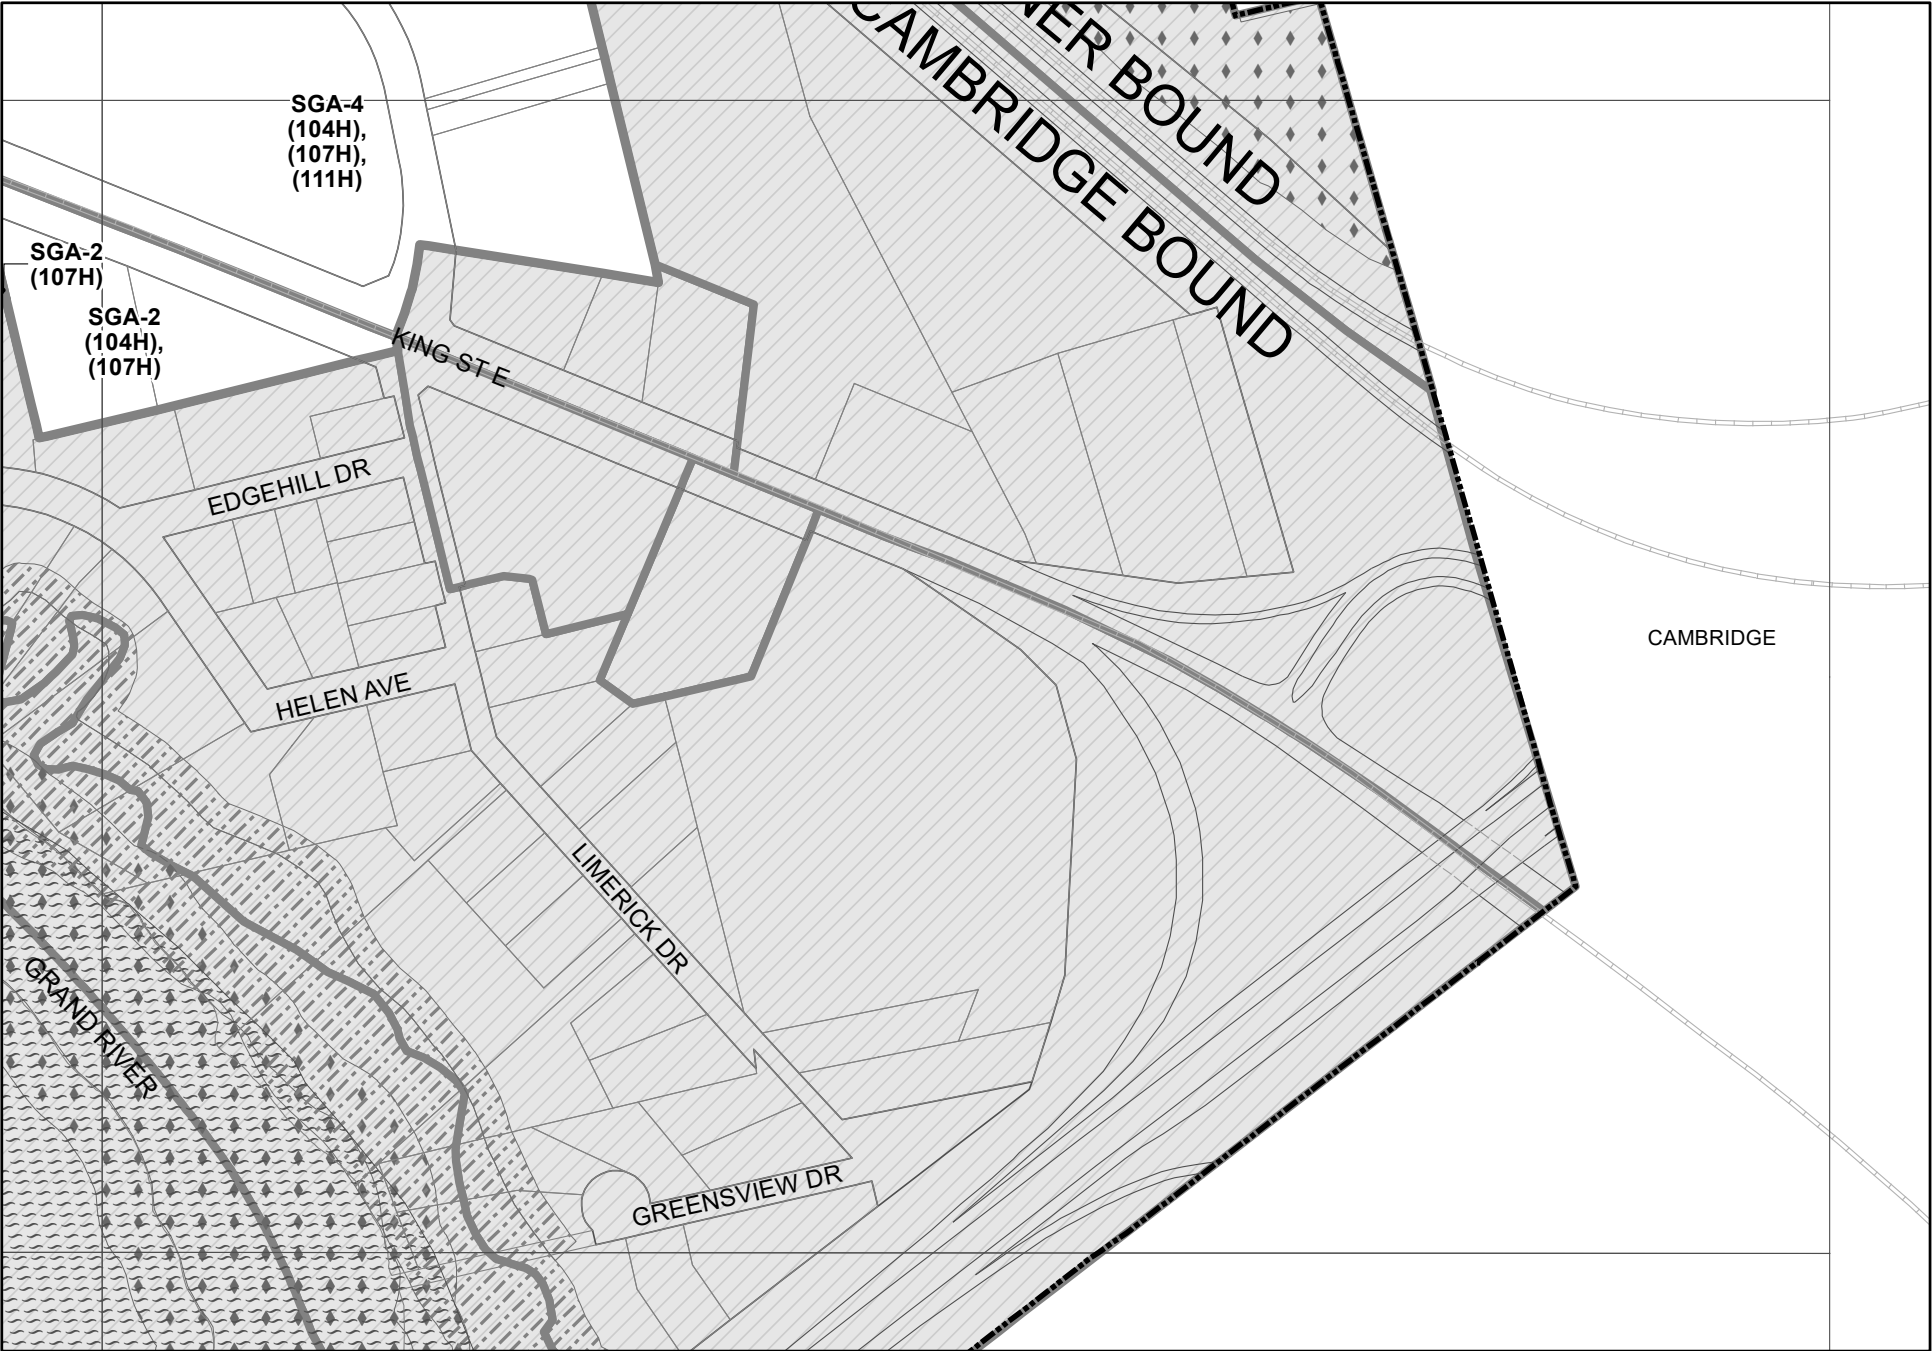 CAMBRIDGE BOUND
BOUND
SGA-4
(104H),
(107H),
(111H)
SGA-2
(107H)
SGA-2
(104H),
(107H)
KING ST E
EDGEHILL DR
CAMBRIDGE
HELEN AVE
LIMERICK DR
GRAND RIVER
GREENSVIEW DR